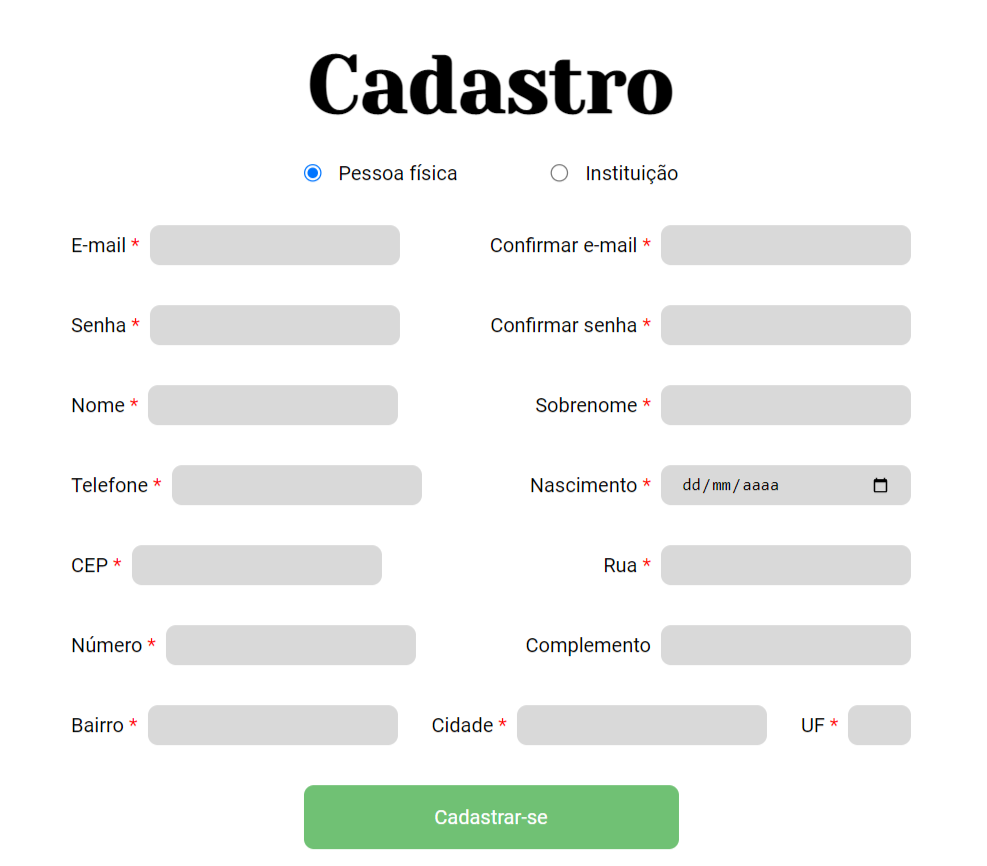 Cadastro
Pessoa física Instituição
E-mail * Confirmar e-mail *
Senha * Confirmar senha *
Nome * Sobrenome *
Telefone * Nascimento * dd/mm/aaaa
CEP * Rua *
Número * Complemento
Bairro * Cidade * UF *
Cadastrar-se